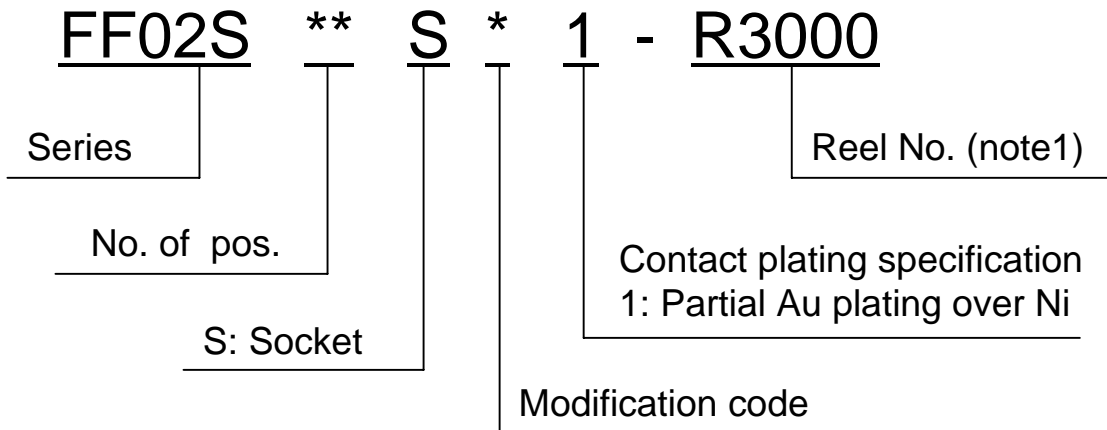 FF02S ** S * 1 - R3000
Series
Reel No. (note1)
No. of pos.
Contact plating specification
1: Partial Au plating over Ni
S: Socket
Modification code